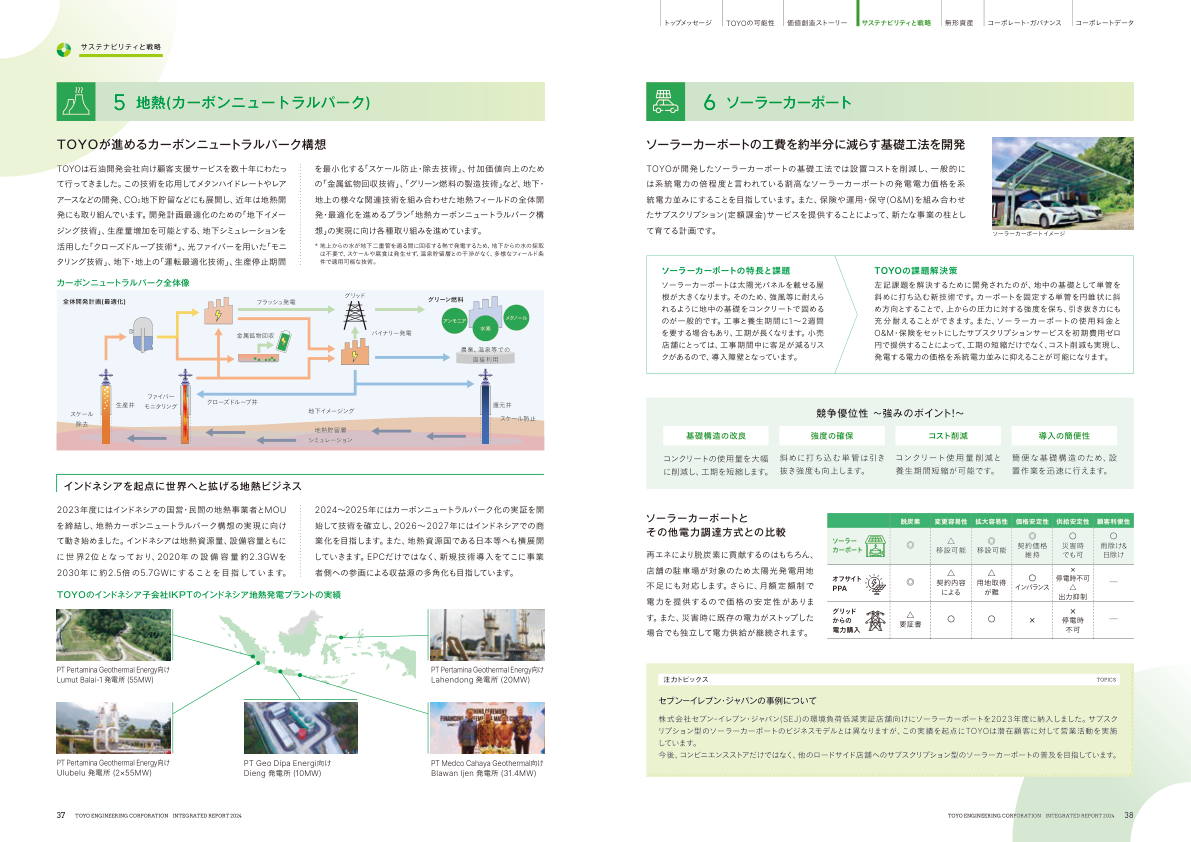 トップメッセージ
TOYOの可能性
価値創造ストーリー
サステナビリティと戦略
無形資産
コーポレート・ガバナンス
コーポレートデータ
サステナビリティと戦略
5 地熱(カーボンニュートラルパーク)
TOYOが進めるカーボンニュートラルパーク構想
TOYOは石油開発会社向け顧客支援サービスを数十年にわたっ
て行ってきました。この技術を応用してメタンハイドレートやレア
アースなどの開発、CO₂地下貯留などにも展開し、近年は地熱開
発にも取り組んでいます。開発計画最適化のための「地下イメー
ジング」、生産量増加を可能とする、地下シミュレーションを
活用した「クローズドループ技術*」、光ファイバーを用いた「モニ
タリング技術」、地下・地上の「運転最適化技術」、生産停止期間
を最小化する「スケール防止・除去技術」、付加価値向上のため
の「金属鉱物回収技術」、「グリーン燃料の製造技術」など、地下・
地上の様々な関連技術を組み合わせた地熱フィールドの全体開
発・最適化を進めるプラン「地熱カーボンニュートラルパーク構
想」の実現に向け各種取り組みを進めています。
* 地上からの水が地下二重管を通る間に回収する熱で発電するため、地下からの水の採取
は不要で、スケールや腐食は発生せず、温泉貯留層との干渉がなく、多様なフィールド条
件で適用可能な技術。
カーボンニュートラルパーク全体像
全体開発計画(最適化)
フラッシュ発電
グリッド
グリーン燃料
アンモニア
水素
メタノール
金属鉱物回収
バイナリー発電
農業、温泉等での
直接利用
スケール
除去
生産井
ファイバー
モニタリング
クローズドループ井
地下イメージング
還元井
スケール防止
地熱貯留層
シミュレーション
インドネシアを起点に世界へと拡げる地熱ビジネス
2023年度にはインドネシアの国営・民間の地熱事業者とMOU
を締結し、地熱カーボンニュートラルパーク構想の実現に向け
て動き始めました。インドネシアは地熱資源量、設備容量ともに
に世界2位となっており、2020年の設備容量約2.3GWを
2030年に約2.5倍の5.7GWにすることを目指しています。
2024～2025年にはカーボンニュートラルパーク化の実証を開
始して技術を確立し、2026～2027年にはインドネシアでの商
業化を目指します。また、地熱資源国である日本等へも横展開
していきます。EPCだけではなく、新規技術導入をてこに事業
者側への参画による収益源の多角化も目指しています。
TOYOのインドネシア子会社IKPTのインドネシア地熱発電プラントの実績
PT Pertamina Geothermal Energy向け
Lumut Balai-1 発電所 (55MW)
PT Pertamina Geothermal Energy向け
Lahendong 発電所 (20MW)
PT Pertamina Geothermal Energy向け
Ulubelu 発電所 (2×55MW)
PT Geo Dipa Energi向け
Dieng 発電所 (10MW)
PT Medco Cahaya Geothermal向け
Blawan Ijen 発電所 (31.4MW)
37 TOYO ENGINEERING CORPORATION INTEGRATED REPORT 2024
6 ソーラーカーポート
ソーラーカーポートの工費を約半分に減らす基礎工法を開発
TOYOが開発したソーラーカーポートの基礎工法では設置コストを削減し、一般的に
は系統電力の倍程度と言われている割高なソーラーカーポートの発電電力価格を系
統電力並みにすることを目指しています。また、保険や運用・保守(O&M)を組み合わせ
たサブスクリプション(定額課金)サービスを提供することによって、新たな事業の柱とし
て育てる計画です。
ソーラーカーポートイメージ
ソーラーカーポートの特長と課題
ソーラーカーポートは太陽光パネルを載せる屋
根が大きくなります。そのため、強風等に耐えら
れるように地中の基礎をコンクリートで固める
のが一般的です。工事と養生期間に1～2週間
を要する場合もあり、工期が長くなります。小売
店舗にとっては、工事期間中に客足が減るリス
クがあるので、導入障壁となっています。
TOYOの課題解決策
左記課題を解決するために開発されたのが、地中の基礎として単管を
斜めに打ち込む新技術です。カーポートを固定する単管を円錐状に斜
め方向とすることで、上からの圧力に対する強度を保ち、引き抜き力にも
充分耐えることができます。また、ソーラーカーポートの使用料金と
O&M・保険をセットにしたサブスクリプションサービスを初期費用ゼロ
円で提供することによって、工期の短縮だけでなく、コスト削減も実現し、
発電する電力の価格を系統電力並みに抑えることが可能になります。
競争優位性 ～強みのポイント!～
基礎構造の改良
強度の確保
コスト削減
導入の簡便性
コンクリートの使用量を大幅
に削減し、工期を短縮します。
斜めに打ち込む単管は引き
抜き強度も向上します。
コンクリート使用量削減と
養生期間短縮が可能です。
簡便な基礎構造のため、設
置作業を迅速に行えます。
ソーラーカーポートと
その他電力調達方式との比較
再エネにより脱炭素に貢献するのはもちろん、
店舗の駐車場が対象のため太陽光発電用地
不足にも対応します。さらに、月額定額制で
電力を提供するので価格の安定性がありま
す。また、災害時に既存の電力がストップした
場合でも独立して電力供給が継続されます。
脱炭素 変更容易性 拡大容易性 価格安定性 供給安定性 顧客利便性
ソーラー
カーポート
◎
△
移設可能
◎
移設可能
◎
契約価格
維持
○
災害時
でも可
○
雨除け&
日除け
オフサイト
PPA
◎
△
契約内容
による
△
用地取得
が難
○
インバランス
×
停電時不可
△
出力抑制
—
グリッド
からの
電力購入
△
要証書
○
○
×
×
停電時
不可
—
注力トピックス
TOPICS
セブン-イレブン・ジャパンの事例について
株式会社セブン-イレブン・ジャパン(SEJ)の環境負荷低減実証店舗向けにソーラーカーポートを2023年度に納入しました。サブスク
リプション型のソーラーカーポートのビジネスモデルとは異なりますが、この実績を起点にTOYOは潜在顧客に対して営業活動を実施
しています。
今後、コンビニエンスストアだけではなく、他のロードサイド店舗へのサブスクリプション型のソーラーカーポートの普及を目指しています。
TOYO ENGINEERING CORPORATION INTEGRATED REPORT 2024 38